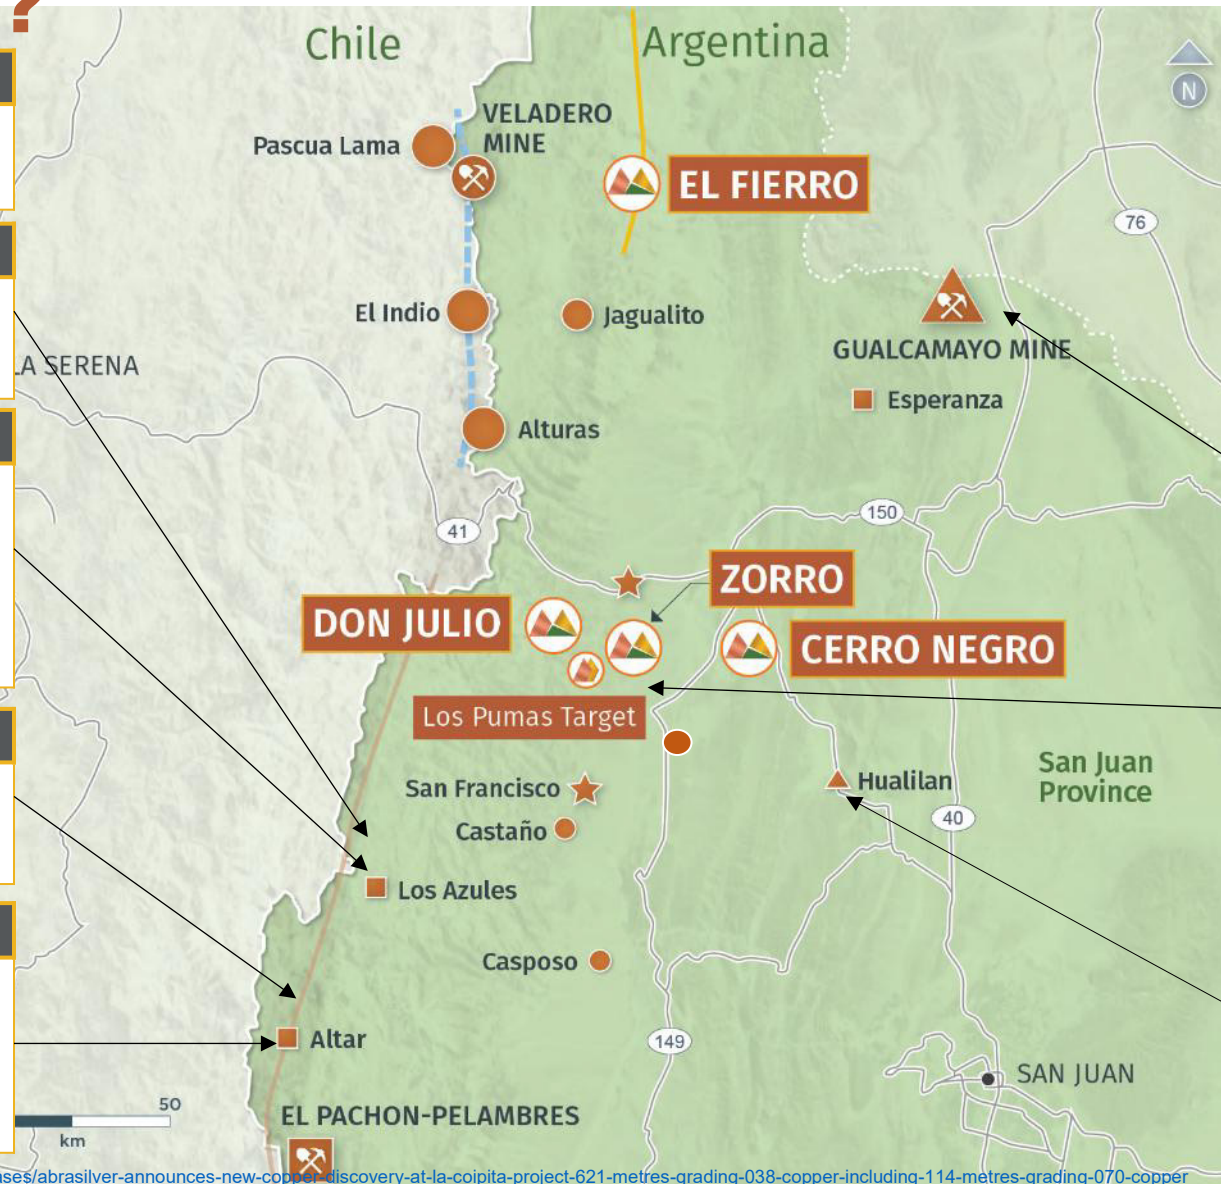 ?
Chile
Argentina
N
VELADERO
MINE
Pascua Lama
EL FIERRO
76
El Indio
Jagualito
GUALCAMAYO MINE
LA SERENA
Esperanza
Alturas
150
41
ZORRO
DON JULIO
CERRO NEGRO
Los Pumas Target
San Juan
Province
San Francisco
Hualilan
Castaño
40
Los Azules
Casposo
Altar
149
SAN JUAN
50
km
EL PACHON-PELAMBRES
ases/abrasilver-announces-new-copper-discovery-at-la-coipita-project-621-metres-grading-038-copper-including-114-metres-grading-070-copper